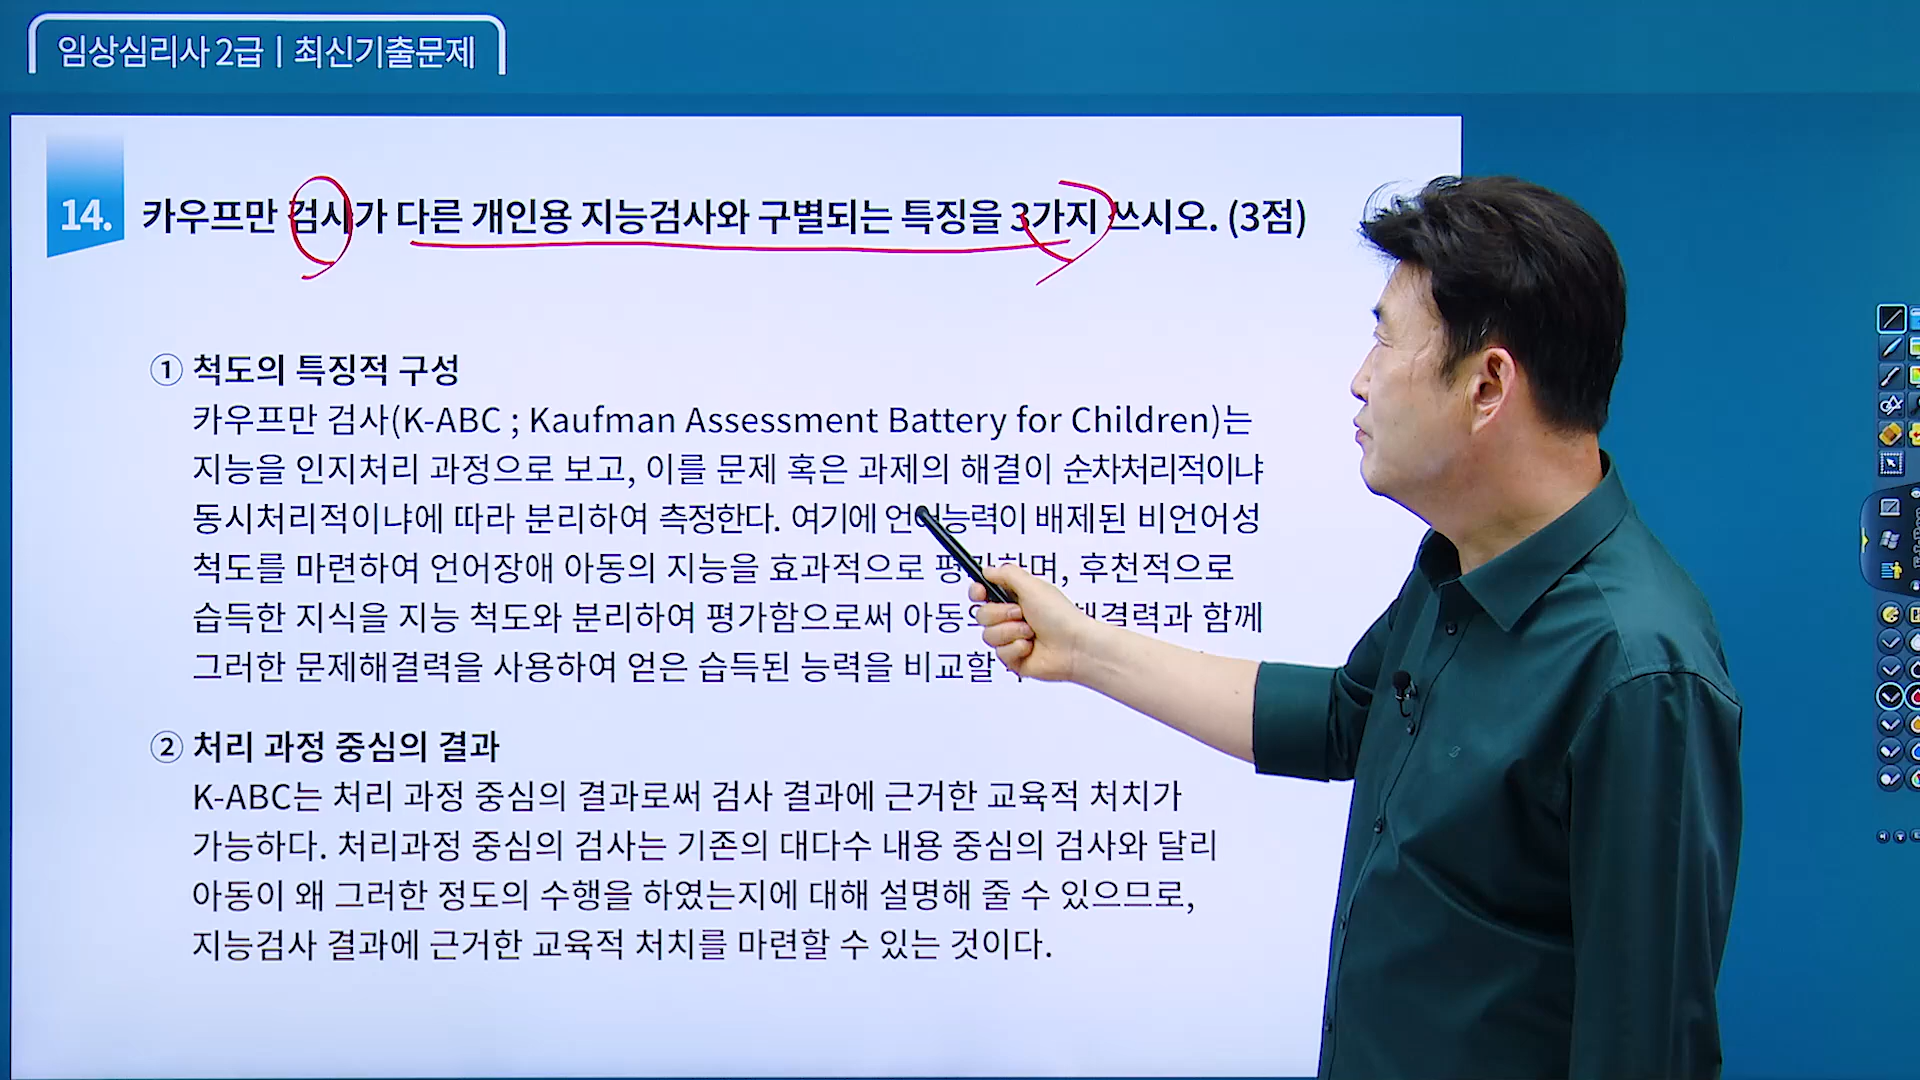 임상심리사 2급 | 최신기출문제
14. 카우프만 검사가 다른 개인용 지능검사와 구별되는 특징을 3가지 쓰시오. (3점)
① 척도의 특징적 구성
카우프만 검사(K-ABC ; Kaufman Assessment Battery for Children)는
지능을 인지처리 과정으로 보고, 이를 문제 혹은 과제의 해결이 순차처리적이냐
동시처리적이냐에 따라 분리하여 측정한다. 여기에 언어능력이 배제된 비언어성
척도를 마련하여 언어장애 아동의 지능을 효과적으로 평가하며, 후천적으로
습득한 지식을 지능 척도와 분리하여 평가함으로써 함께
그러한 문제해결력을 사용하여 얻은 습득된 능력을 비교할
② 처리 과정 중심의 결과
K-ABC는 처리 과정 중심의 결과로써 검사 결과에 근거한 교육적 처치가
가능하다. 처리과정 중심의 검사는 기존의 대다수 내용 중심의 검사와 달리
아동이 왜 그러한 정도의 수행을 하였는지에 대해 설명해 줄 수 있으므로,
지능검사 결과에 근거한 교육적 처치를 마련할 수 있는 것이다.